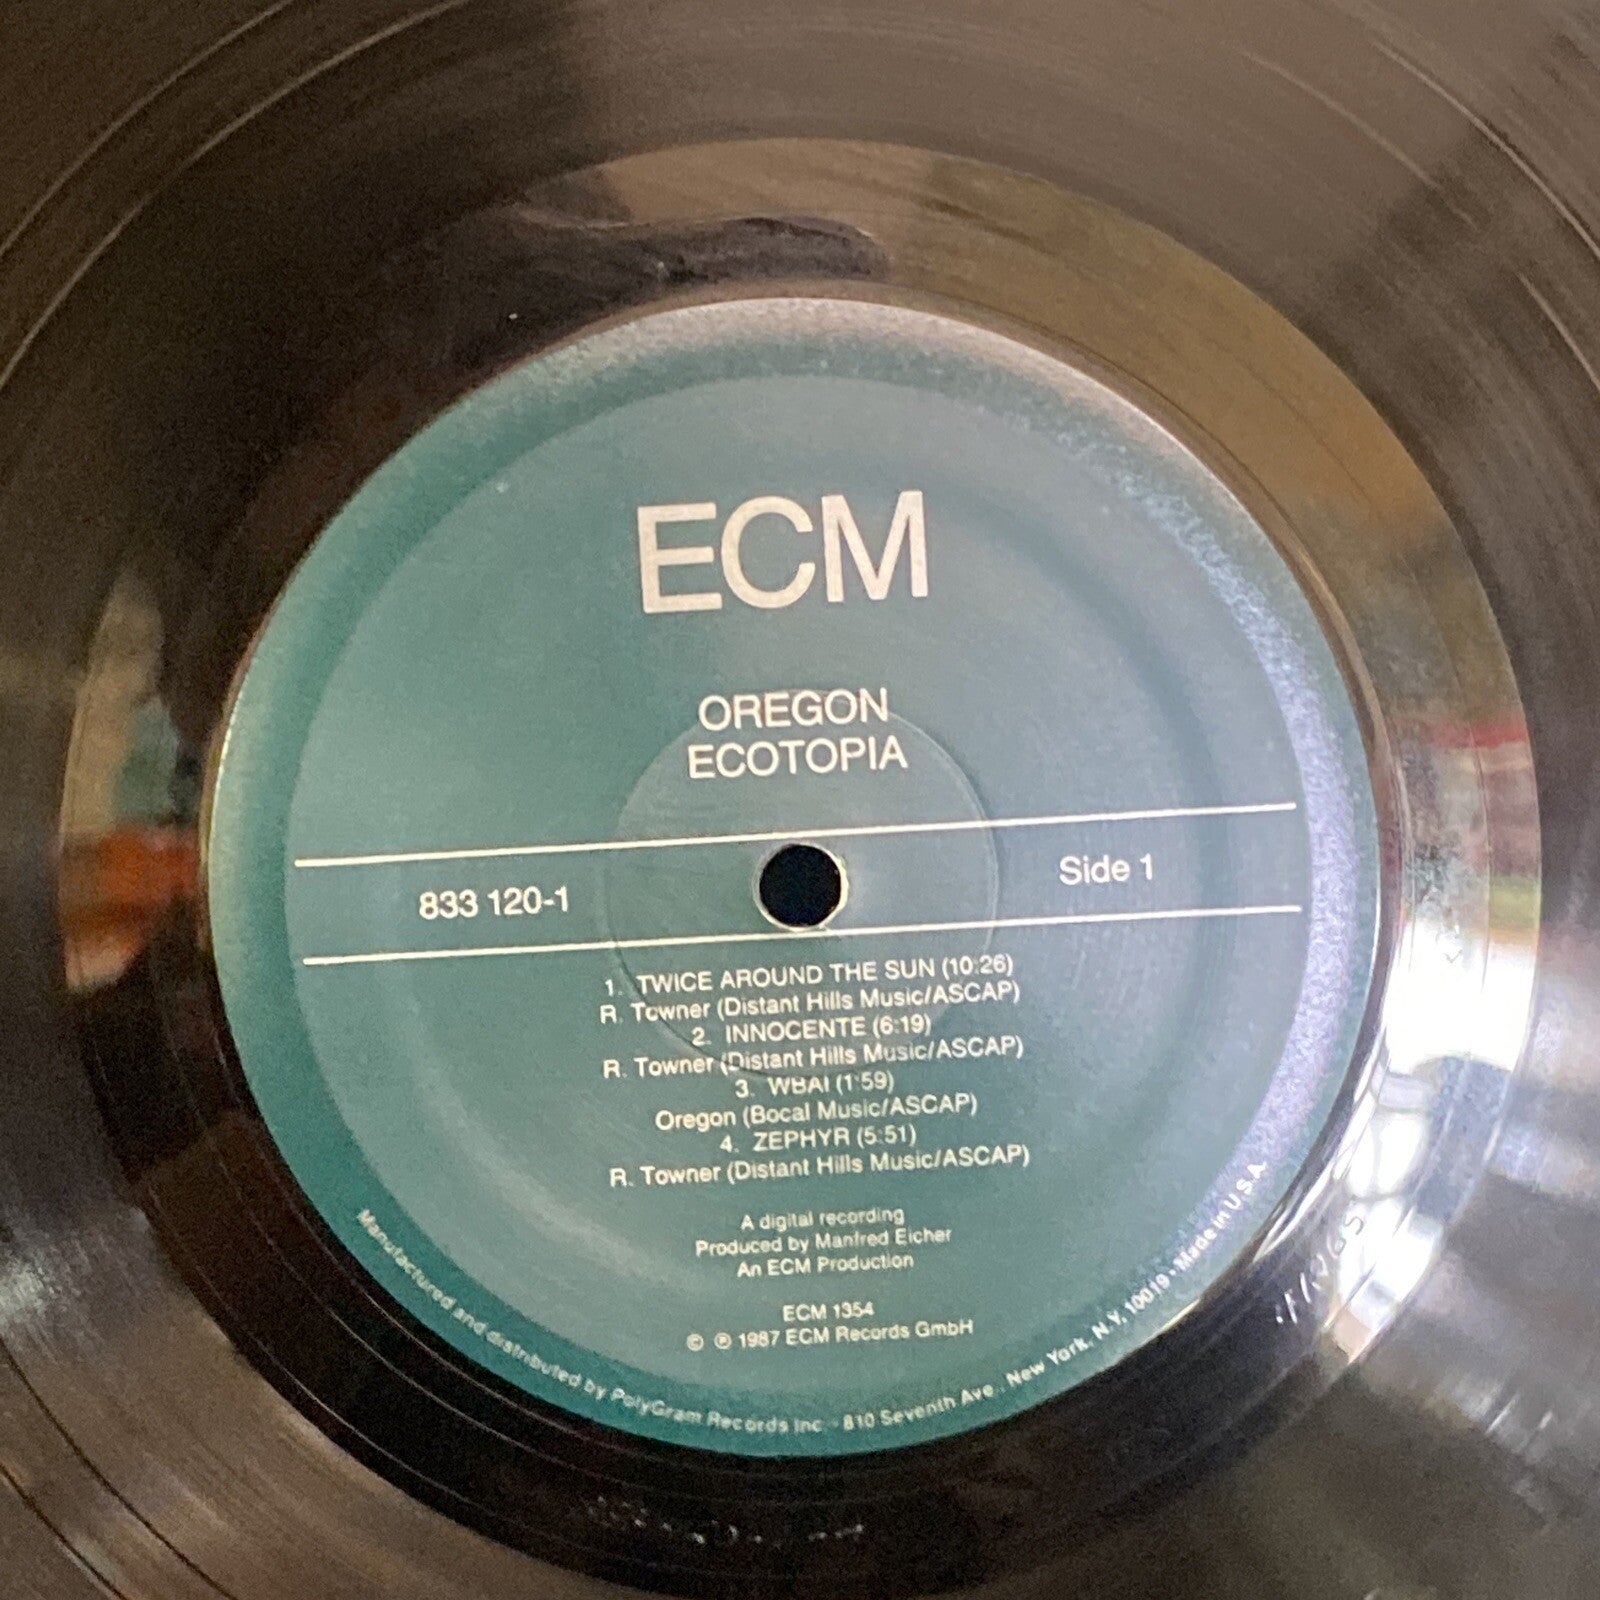 ECM
OREGON
ECOTOPIA
833 120-1
Side 1
1. TWICE AROUND THE SUN (10:26)
R. Towner (Distant Hills Music/ASCAP)
2. INNOCENTE (6:19)
R. Towner (Distant Hills Music/ASCAP)
3. WBAI (1:59)
Oregon (Bocal Music/ASCAP)
4. ZEPHYR (5:51)
R. Towner (Distant Hills Music/ASCAP)
A digital recording
Produced by Manfred Eicher
An ECM Production
ECM 1354
© ℗ 1987 ECM Records GmbH
Manufactured and distributed by PolyGram Records Inc. • 810 Seventh Ave., New York, N.Y. 10019 • Made in U.S.A.